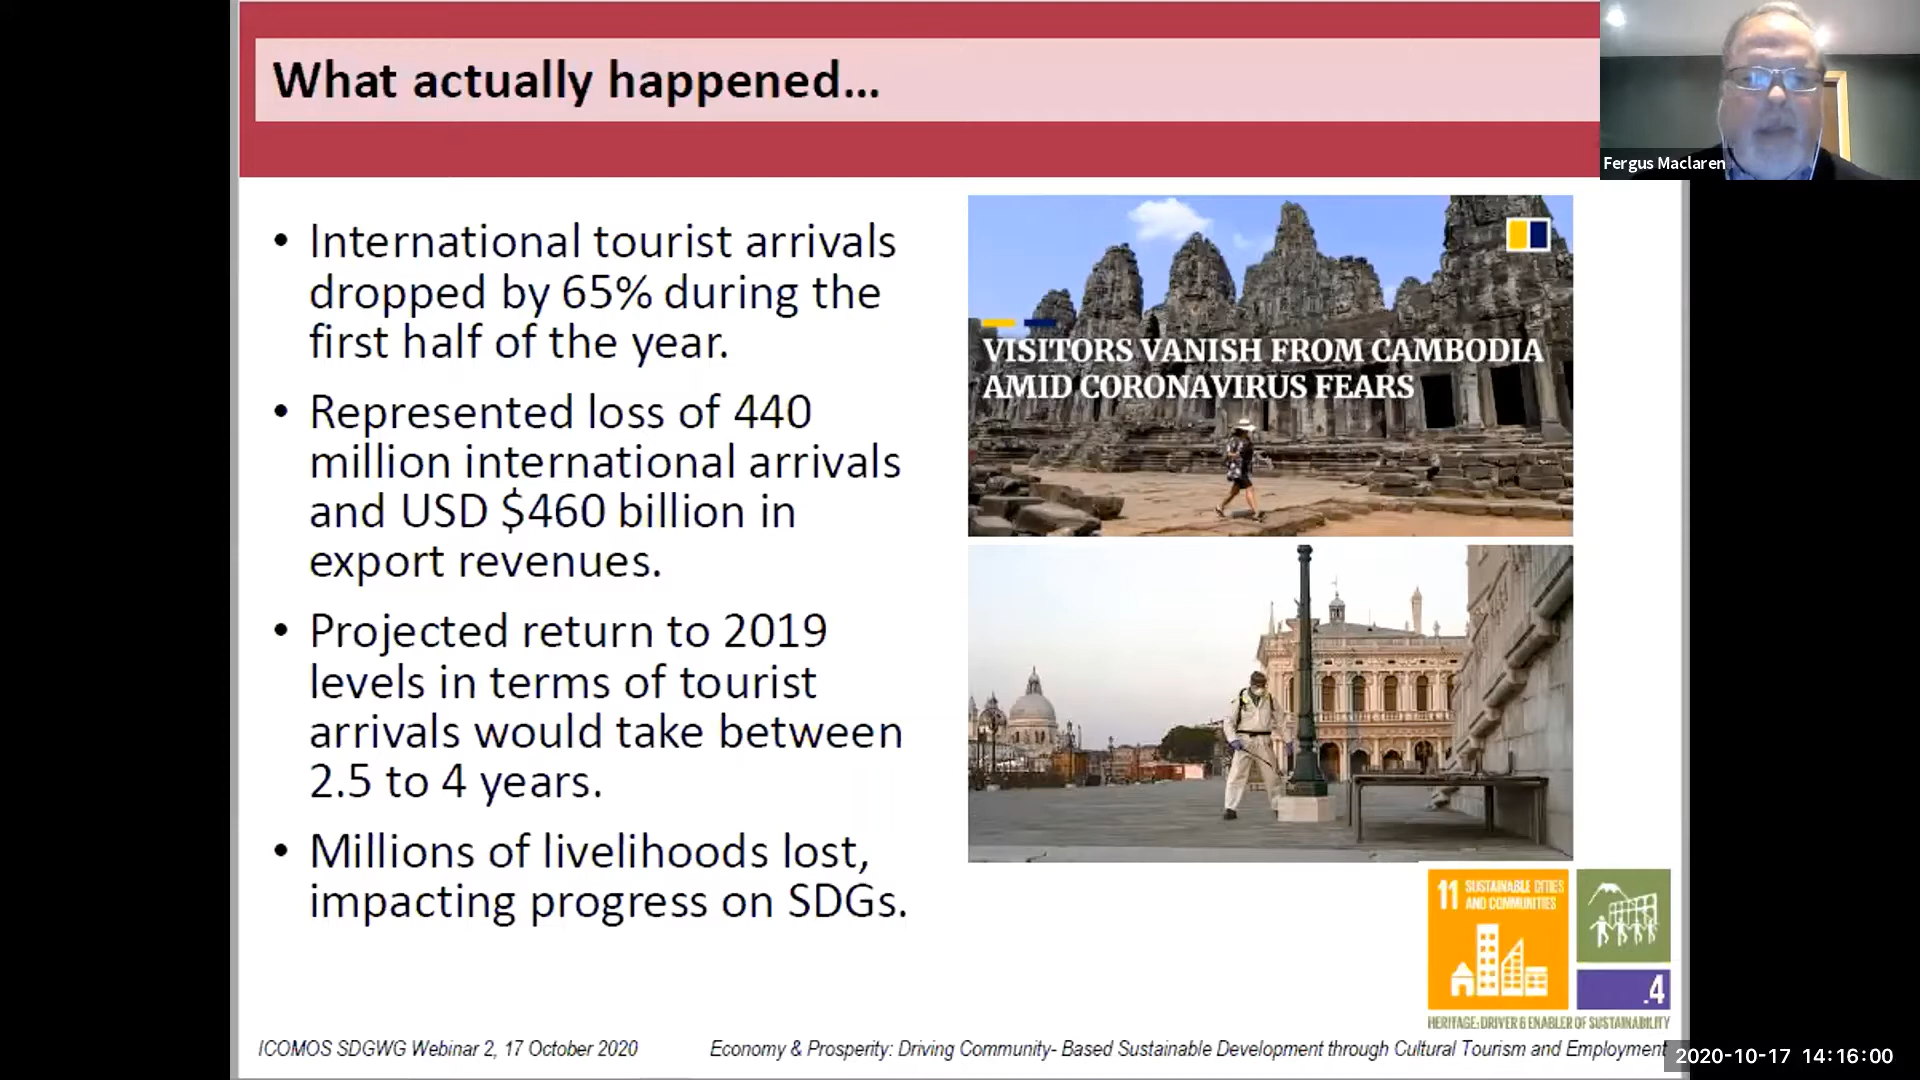 What actually happened...
Fergus Maclaren
• International tourist arrivals
dropped by 65% during the
first half of the year.
• Represented loss of 440
million international arrivals
and USD $460 billion in
export revenues.
• Projected return to 2019
levels in terms of tourist
arrivals would take between
2.5 to 4 years.
• Millions of livelihoods lost,
impacting progress on SDGs.
VISITORS VANISH FROM CAMBODIA
AMID CORONAVIRUS FEARS
11 SUSTAINABLE CITIES
AND COMMUNITIES
.4
HERITAGE: DRIVER & ENABLER OF SUSTAINABILITY
ICOMOS SDGWG Webinar 2, 17 October 2020
Economy & Prosperity: Driving Community- Based Sustainable Development through Cultural Tourism and Employment
2020-10-17 14:16:00